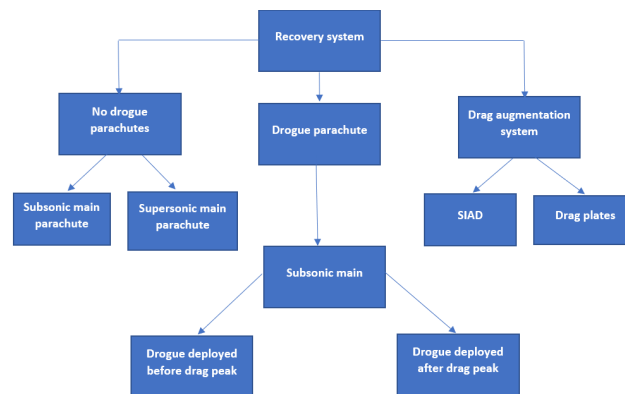 Recovery system
No drogue
parachutes
Drogue parachute
Drag augmentation
system
Subsonic main
parachute
Supersonic main
parachute
SIAD
Drag plates
Subsonic main
Drogue deployed
before drag peak
Drogue deployed
after drag peak